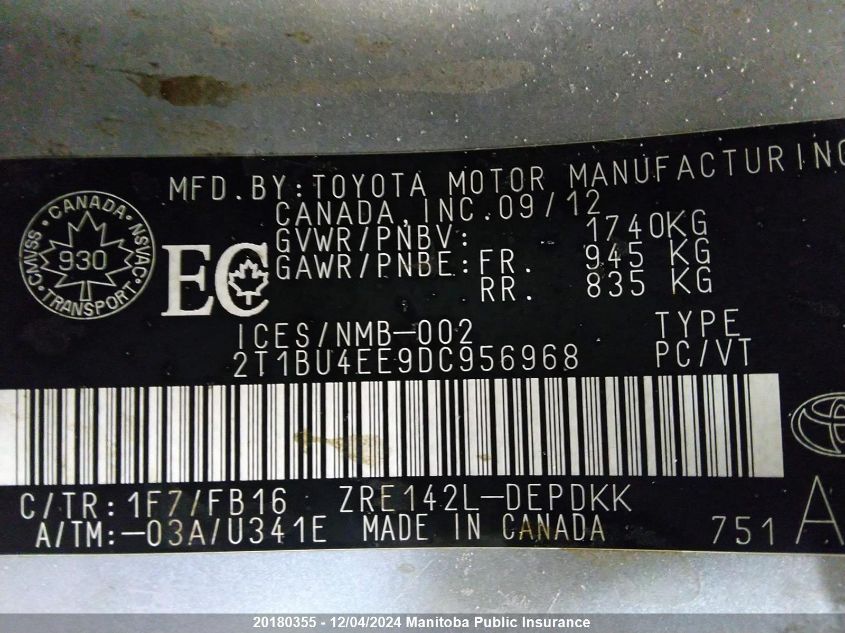 MFD.BY:TOYOTA MOTOR MANUFACTURING
CANADA,INC.09/12
GVWR/PNBV: 1740KG
GAWR/PNBE:FR. 945 KG
RR. 835 KG
CANADA
CMVSS 930 NSVAC
TRANSPORT
EC
ICES/NMB-002 TYPE
2T1BU4EE9DC956968 PC/VT
C/TR:1F7/FB16 ZRE142L-DEPDKK
A/TM:-03A/U341E MADE IN CANADA 751 A
20180355 - 12/04/2024 Manitoba Public Insurance